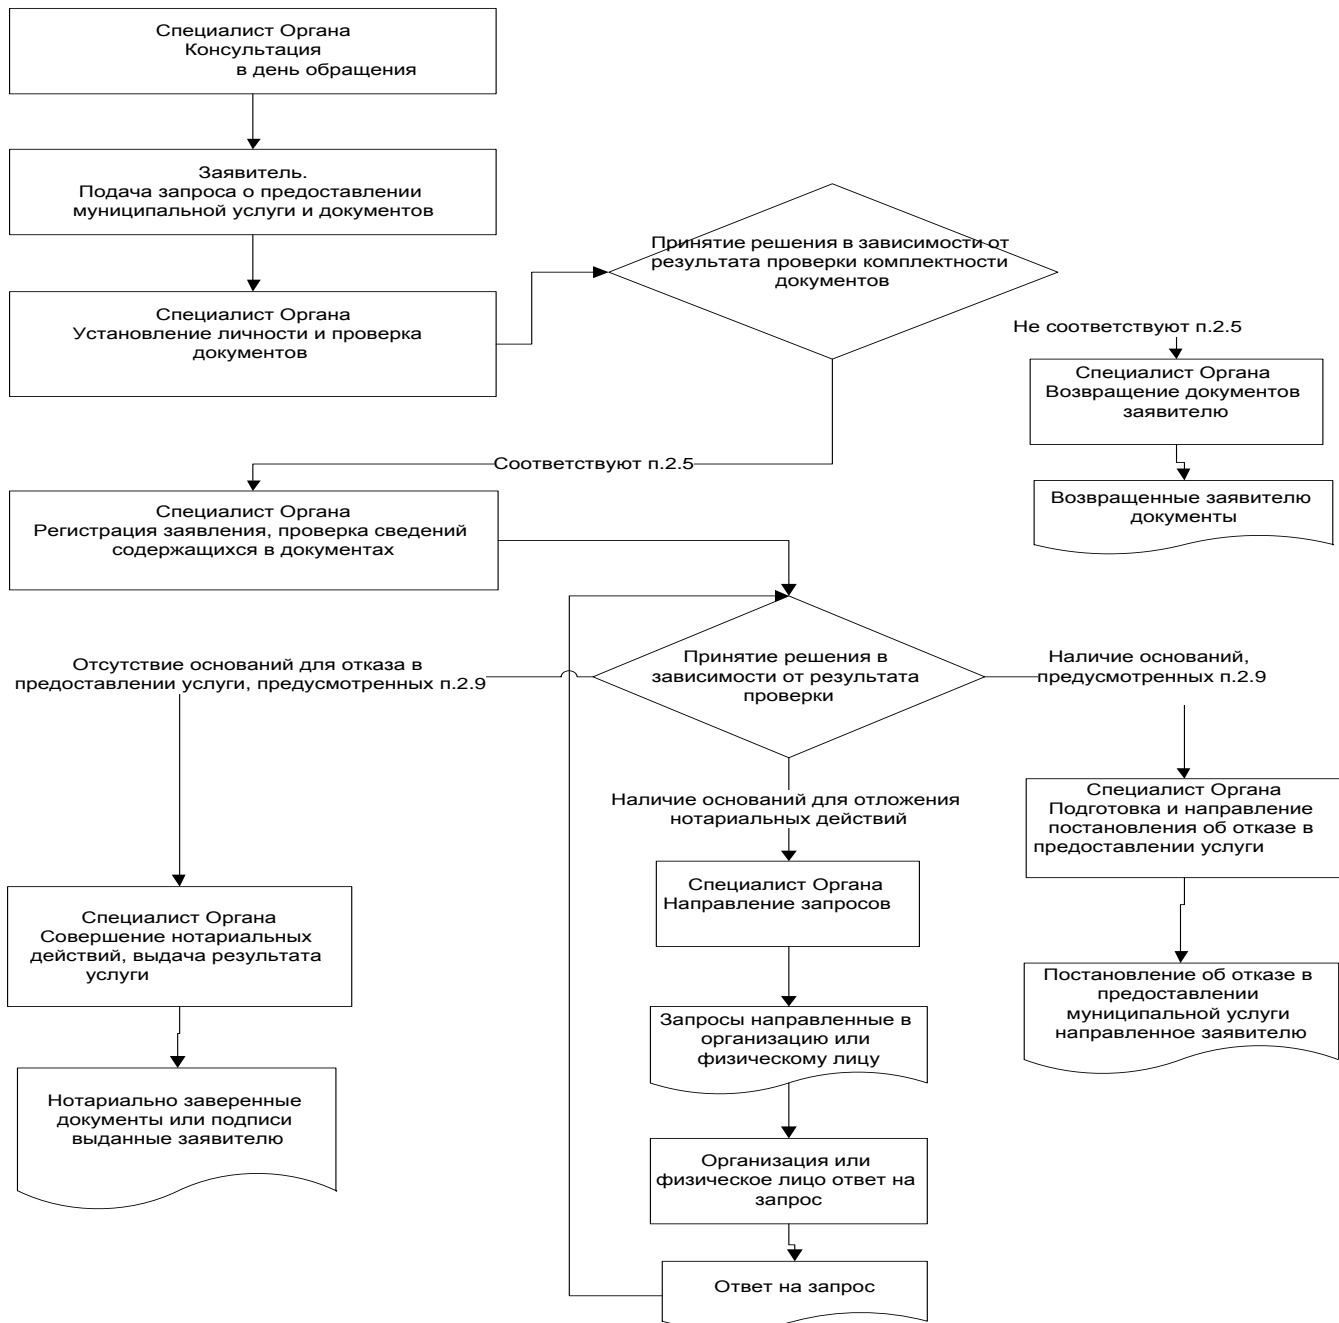 Специалист Органа
Консультация
в день обращения
Заявитель.
Подача запроса о предоставлении
муниципальной услуги и документов
Специалист Органа
Установление личности и проверка
документов
Принятие решения в зависимости от
результата проверки комплектности
документов
Не соответствуют п.2.5
Специалист Органа
Возвращение документов
заявителю
Возвращенные заявителю
документы
Соответствуют п.2.5
Специалист Органа
Регистрация заявления, проверка сведений
содержащихся в документах
Принятие решения в
зависимости от результата
проверки
Отсутствие оснований для отказа в
предоставлении услуги, предусмотренных п.2.9
Наличие оснований,
предусмотренных п.2.9
Наличие оснований для отложения
нотариальных действий
Специалист Органа
Подготовка и направление
постановления об отказе в
предоставлении услуги
Специалист Органа
Направление запросов
Специалист Органа
Совершение нотариальных
действий, выдача результата
услуги
Постановление об отказе в
предоставлении
муниципальной услуги
направленное заявителю
Запросы направленные в
организацию или
физическому лицу
Нотариально заверенные
документы или подписи
выданные заявителю
Организация или
физическое лицо ответ на
запрос
Ответ на запрос